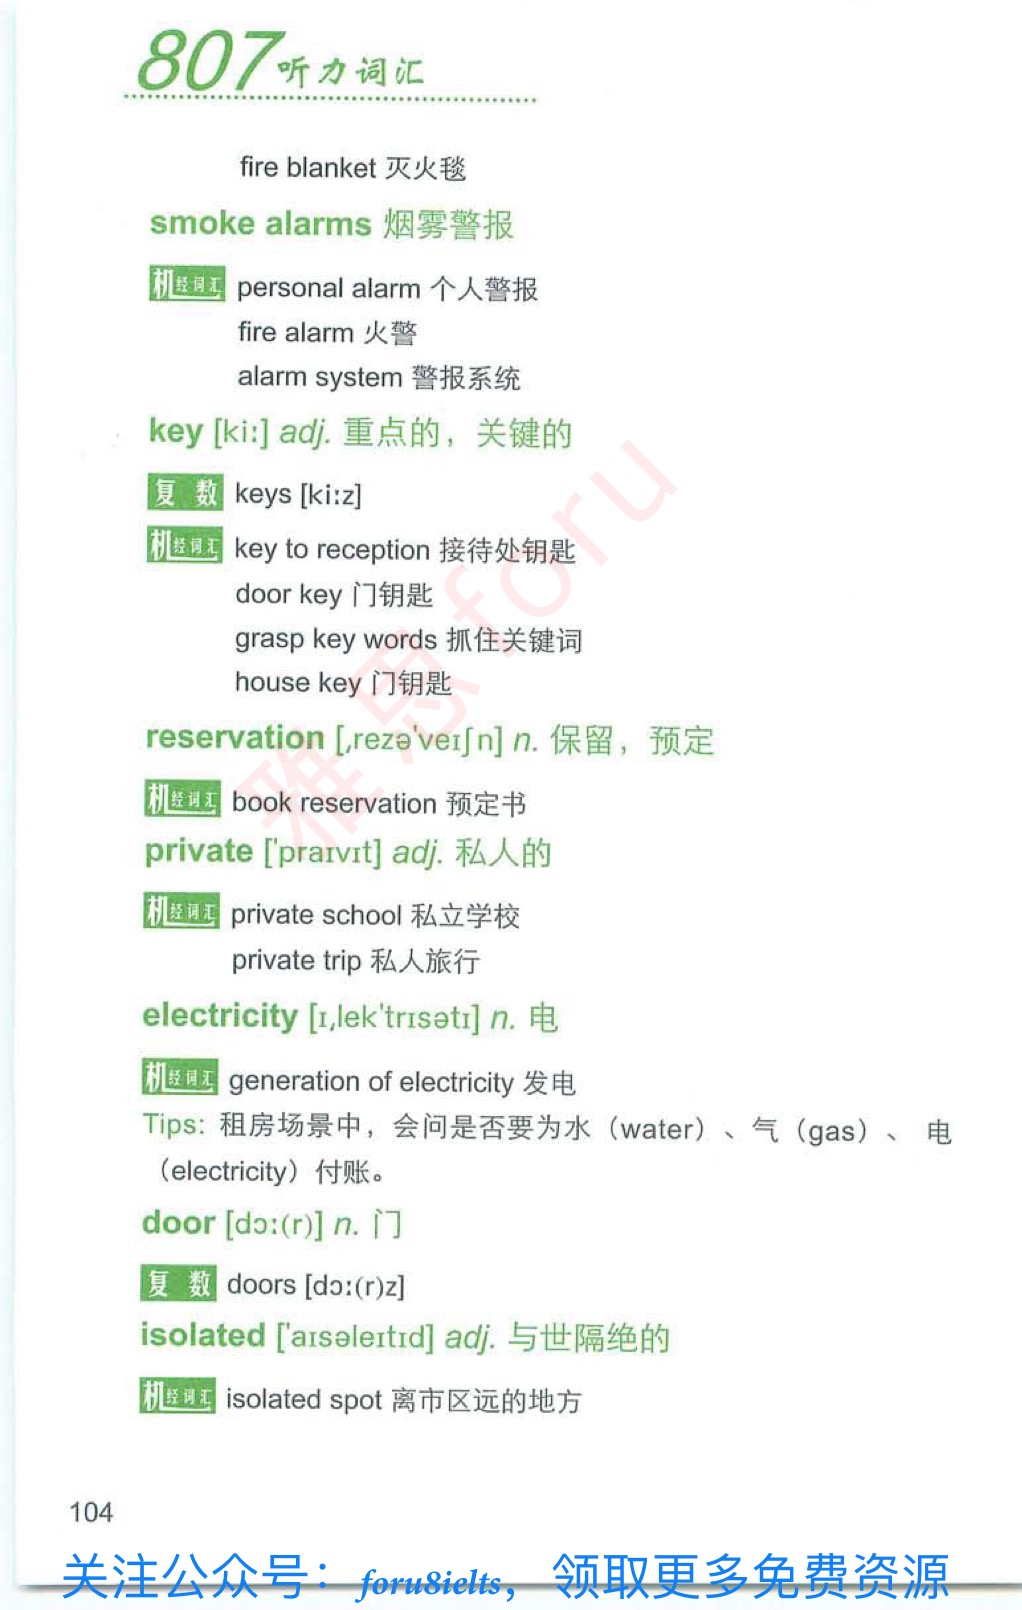 807听力词汇
fire blanket 灭火毯
smoke alarms 烟雾警报
机经词汇 personal alarm 个人警报
fire alarm 火警
alarm system 警报系统
key [kiː] adj. 重点的，关键的
复数 keys [kiːz]
机经词汇 key to reception 接待处钥匙
door key 门钥匙
grasp key words 抓住关键词
house key 门钥匙
reservation [ˌrezəˈveɪʃn] n. 保留，预定
机经词汇 book reservation 预定书
private [ˈpraɪvɪt] adj. 私人的
机经词汇 private school 私立学校
private trip 私人旅行
electricity [ɪˌlekˈtrɪsətɪ] n. 电
机经词汇 generation of electricity 发电
Tips: 租房场景中，会问是否要为水（water）、气（gas）、 电
（electricity）付账。
door [dɔː(r)] n. 门
复数 doors [dɔː(r)z]
isolated [ˈaɪsəleɪtɪd] adj. 与世隔绝的
机经词汇 isolated spot 离市区远的地方
104
关注公众号：foru8ielts，领取更多免费资源
雅思foru